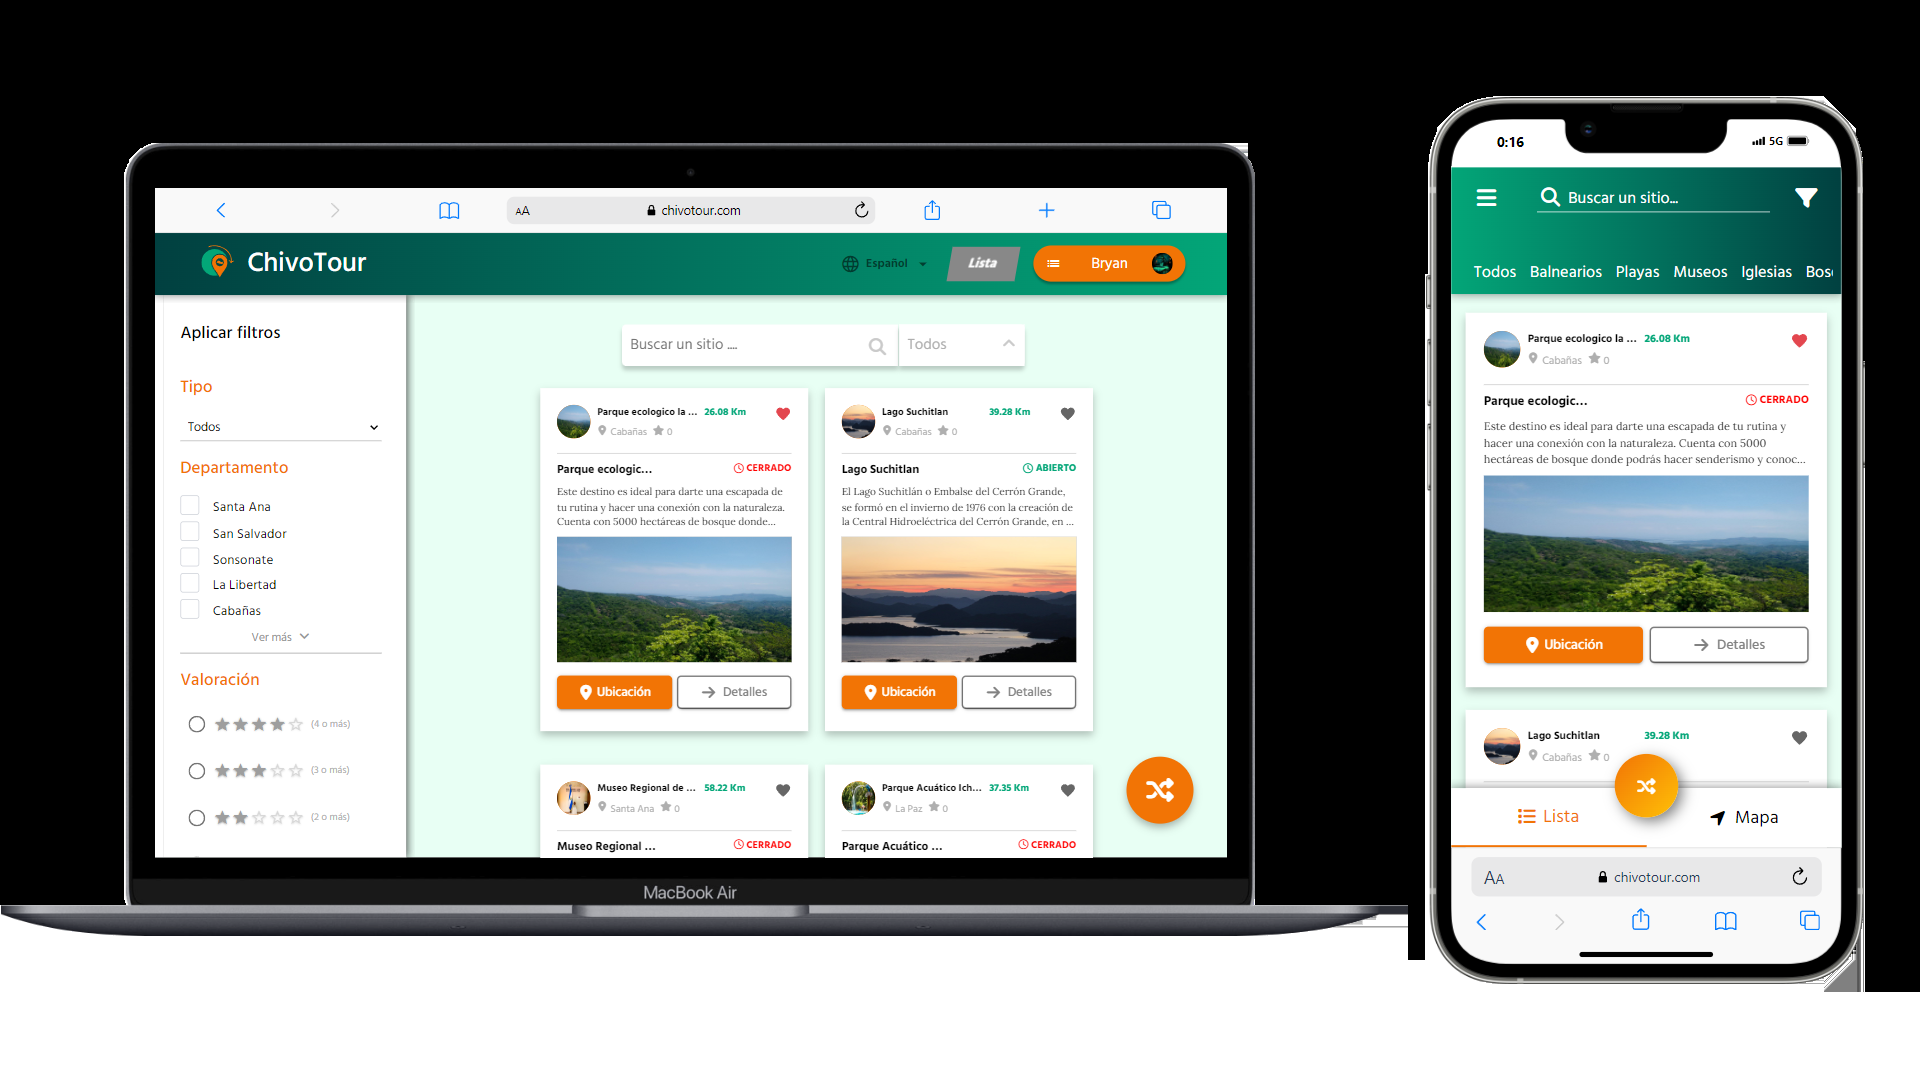 AA chivotour.com
ChivoTour
Español
Lista
Bryan
Aplicar filtros
Tipo
Todos
Departamento
Santa Ana
San Salvador
Sonsonate
La Libertad
Cabañas
Ver más
Valoración
(4 o más)
(3 o más)
(2 o más)
Buscar un sitio ....
Todos
Parque ecologico la ... 26.08 Km
Cabañas 0
Parque ecologic... CERRADO
Este destino es ideal para darte una escapada de
tu rutina y hacer una conexión con la naturaleza.
Cuenta con 5000 hectáreas de bosque donde...
Ubicación
Detalles
Lago Suchitlan 39.28 Km
Cabañas 0
Lago Suchitlan ABIERTO
El Lago Suchitlán o Embalse del Cerrón Grande,
se formó en el invierno de 1976 con la creación de
la Central Hidroeléctrica del Cerrón Grande, en ...
Ubicación
Detalles
Museo Regional de ... 58.22 Km
Santa Ana 0
Museo Regional ... CERRADO
Parque Acuático Ich... 37.35 Km
La Paz 0
Parque Acuático ... CERRADO
MacBook Air
0:16
5G
Buscar un sitio...
Todos Balnearios Playas Museos Iglesias Bos
Parque ecologico la ... 26.08 Km
Cabañas 0
Parque ecologic... CERRADO
Este destino es ideal para darte una escapada de tu rutina y
hacer una conexión con la naturaleza. Cuenta con 5000
hectáreas de bosque donde podrás hacer senderismo y conoc...
Ubicación
Detalles
Lago Suchitlan 39.28 Km
Cabañas 0
Lista
Mapa
AA chivotour.com